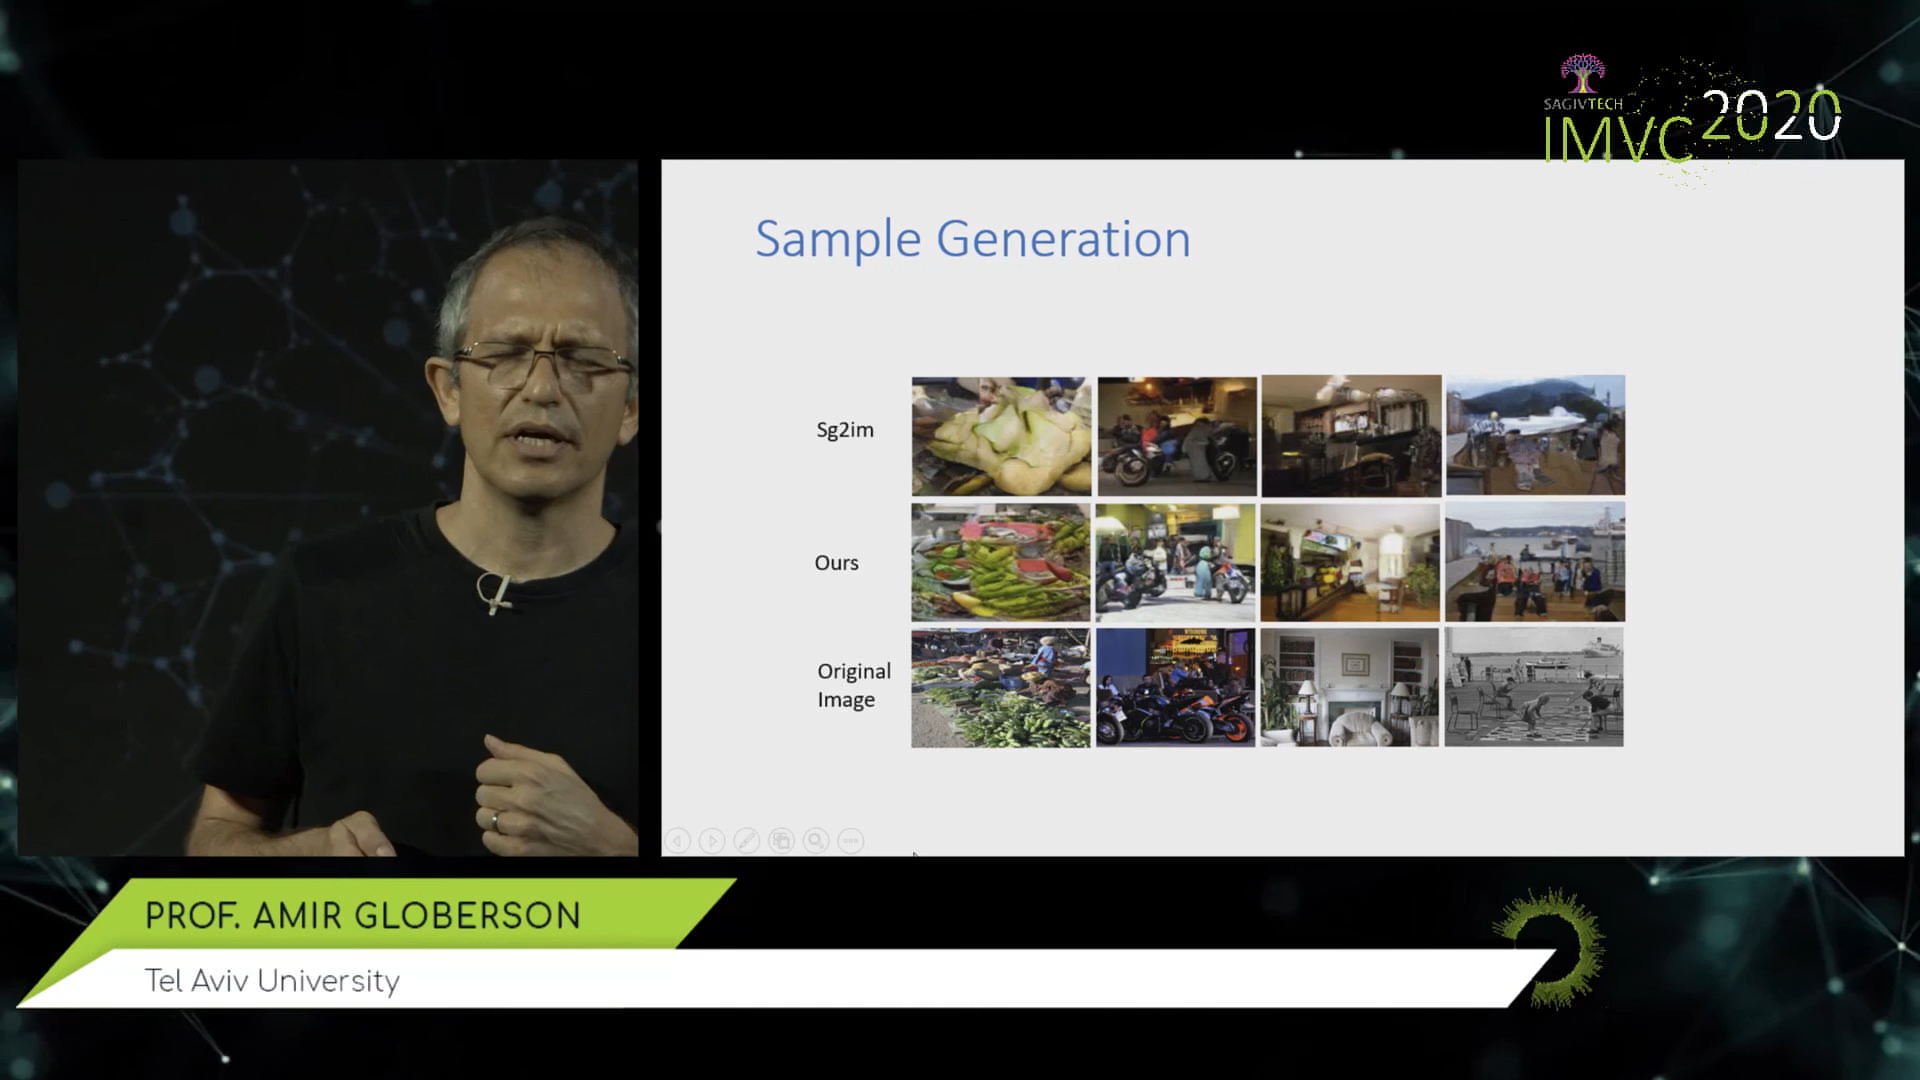 SAGIVTECH
IMVC 2020
Sample Generation
Sg2im
Ours
Original
Image
PROF. AMIR GLOBERSON
Tel Aviv University